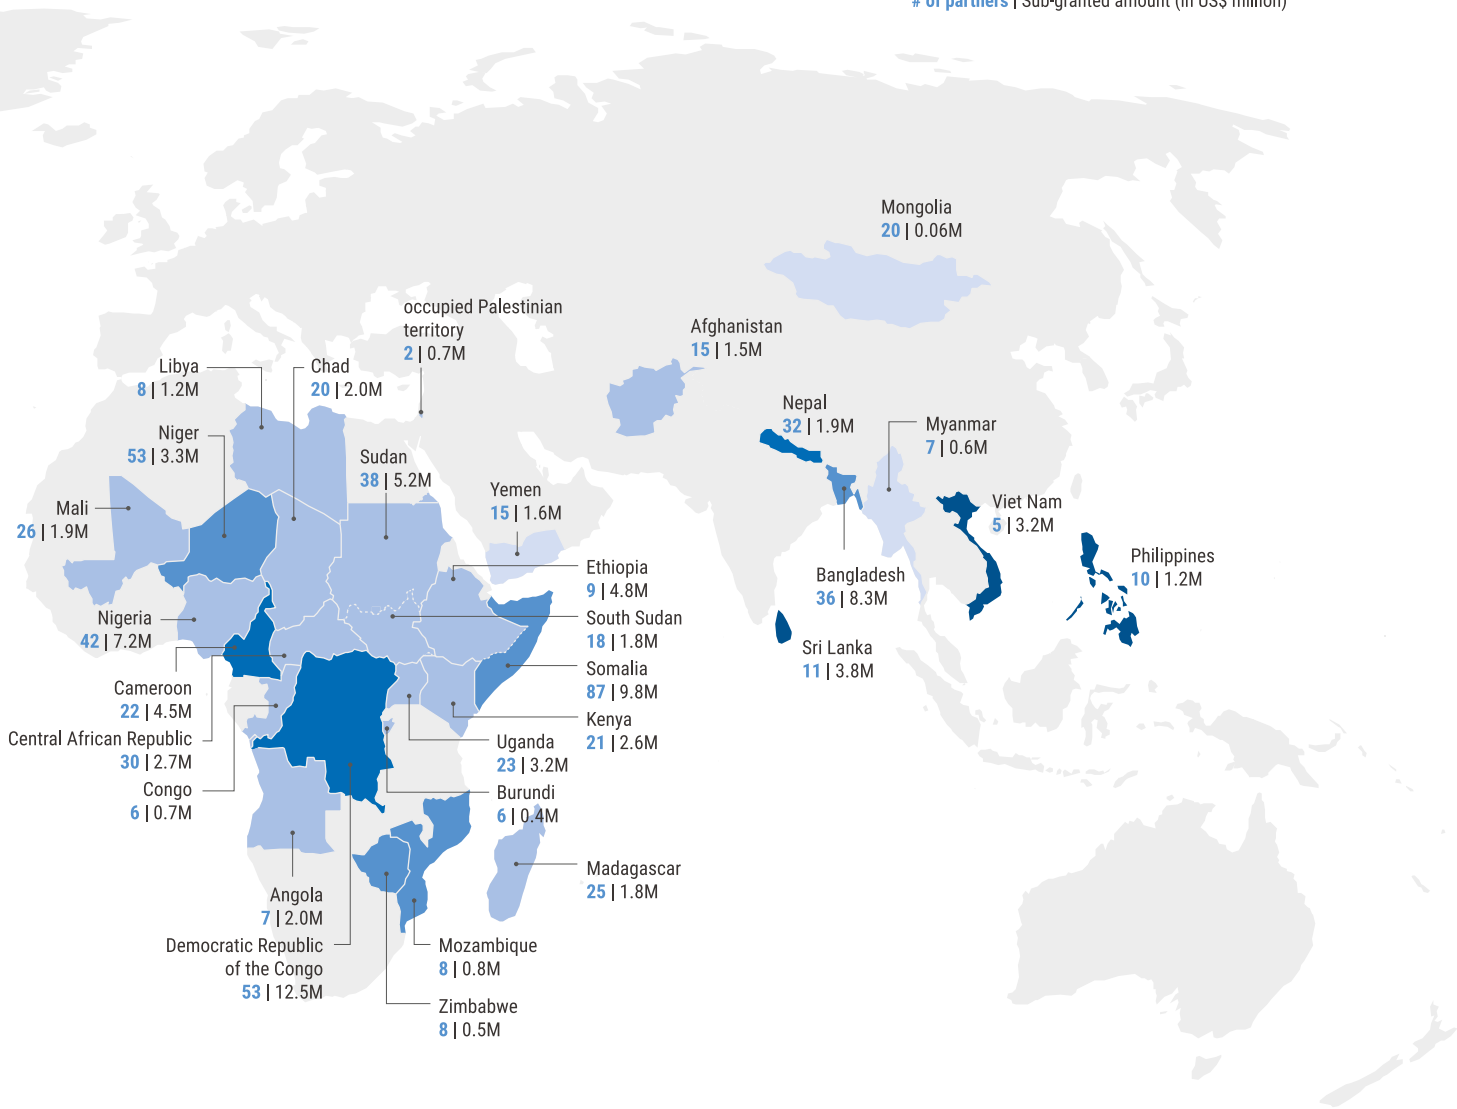 # of partners | Sub-granted amount (in US$ million)
Mongolia
20 | 0.06M
occupied Palestinian
territory
2 | 0.7M
Afghanistan
15 | 1.5M
Libya
8 | 1.2M
Chad
20 | 2.0M
Nepal
32 | 1.9M
Myanmar
7 | 0.6M
Niger
53 | 3.3M
Sudan
38 | 5.2M
Yemen
15 | 1.6M
Viet Nam
5 | 3.2M
Mali
26 | 1.9M
Philippines
10 | 1.2M
Ethiopia
9 | 4.8M
Bangladesh
36 | 8.3M
Nigeria
42 | 7.2M
South Sudan
18 | 1.8M
Sri Lanka
11 | 3.8M
Somalia
87 | 9.8M
Cameroon
22 | 4.5M
Kenya
21 | 2.6M
Central African Republic
30 | 2.7M
Uganda
23 | 3.2M
Congo
6 | 0.7M
Burundi
6 | 0.4M
Madagascar
25 | 1.8M
Angola
7 | 2.0M
Democratic Republic
of the Congo
53 | 12.5M
Mozambique
8 | 0.8M
Zimbabwe
8 | 0.5M